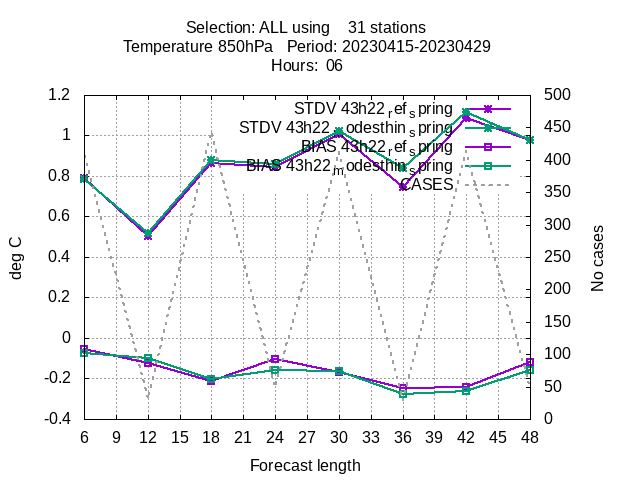 Selection: ALL using 31 stations
Temperature 850hPa Period: 20230415-20230429
Hours: 06
STDV 43h22_ref_spring
STDV 43h22_modesthin_spring
BIAS 43h22_ref_spring
BIAS 43h22_modesthin_spring
CASES
deg C
1.2
1
0.8
0.6
0.4
0.2
0
-0.2
-0.4
500
450
400
350
300
250
200
150
100
50
0
No cases
6 9 12 15 18 21 24 27 30 33 36 39 42 45 48
Forecast length